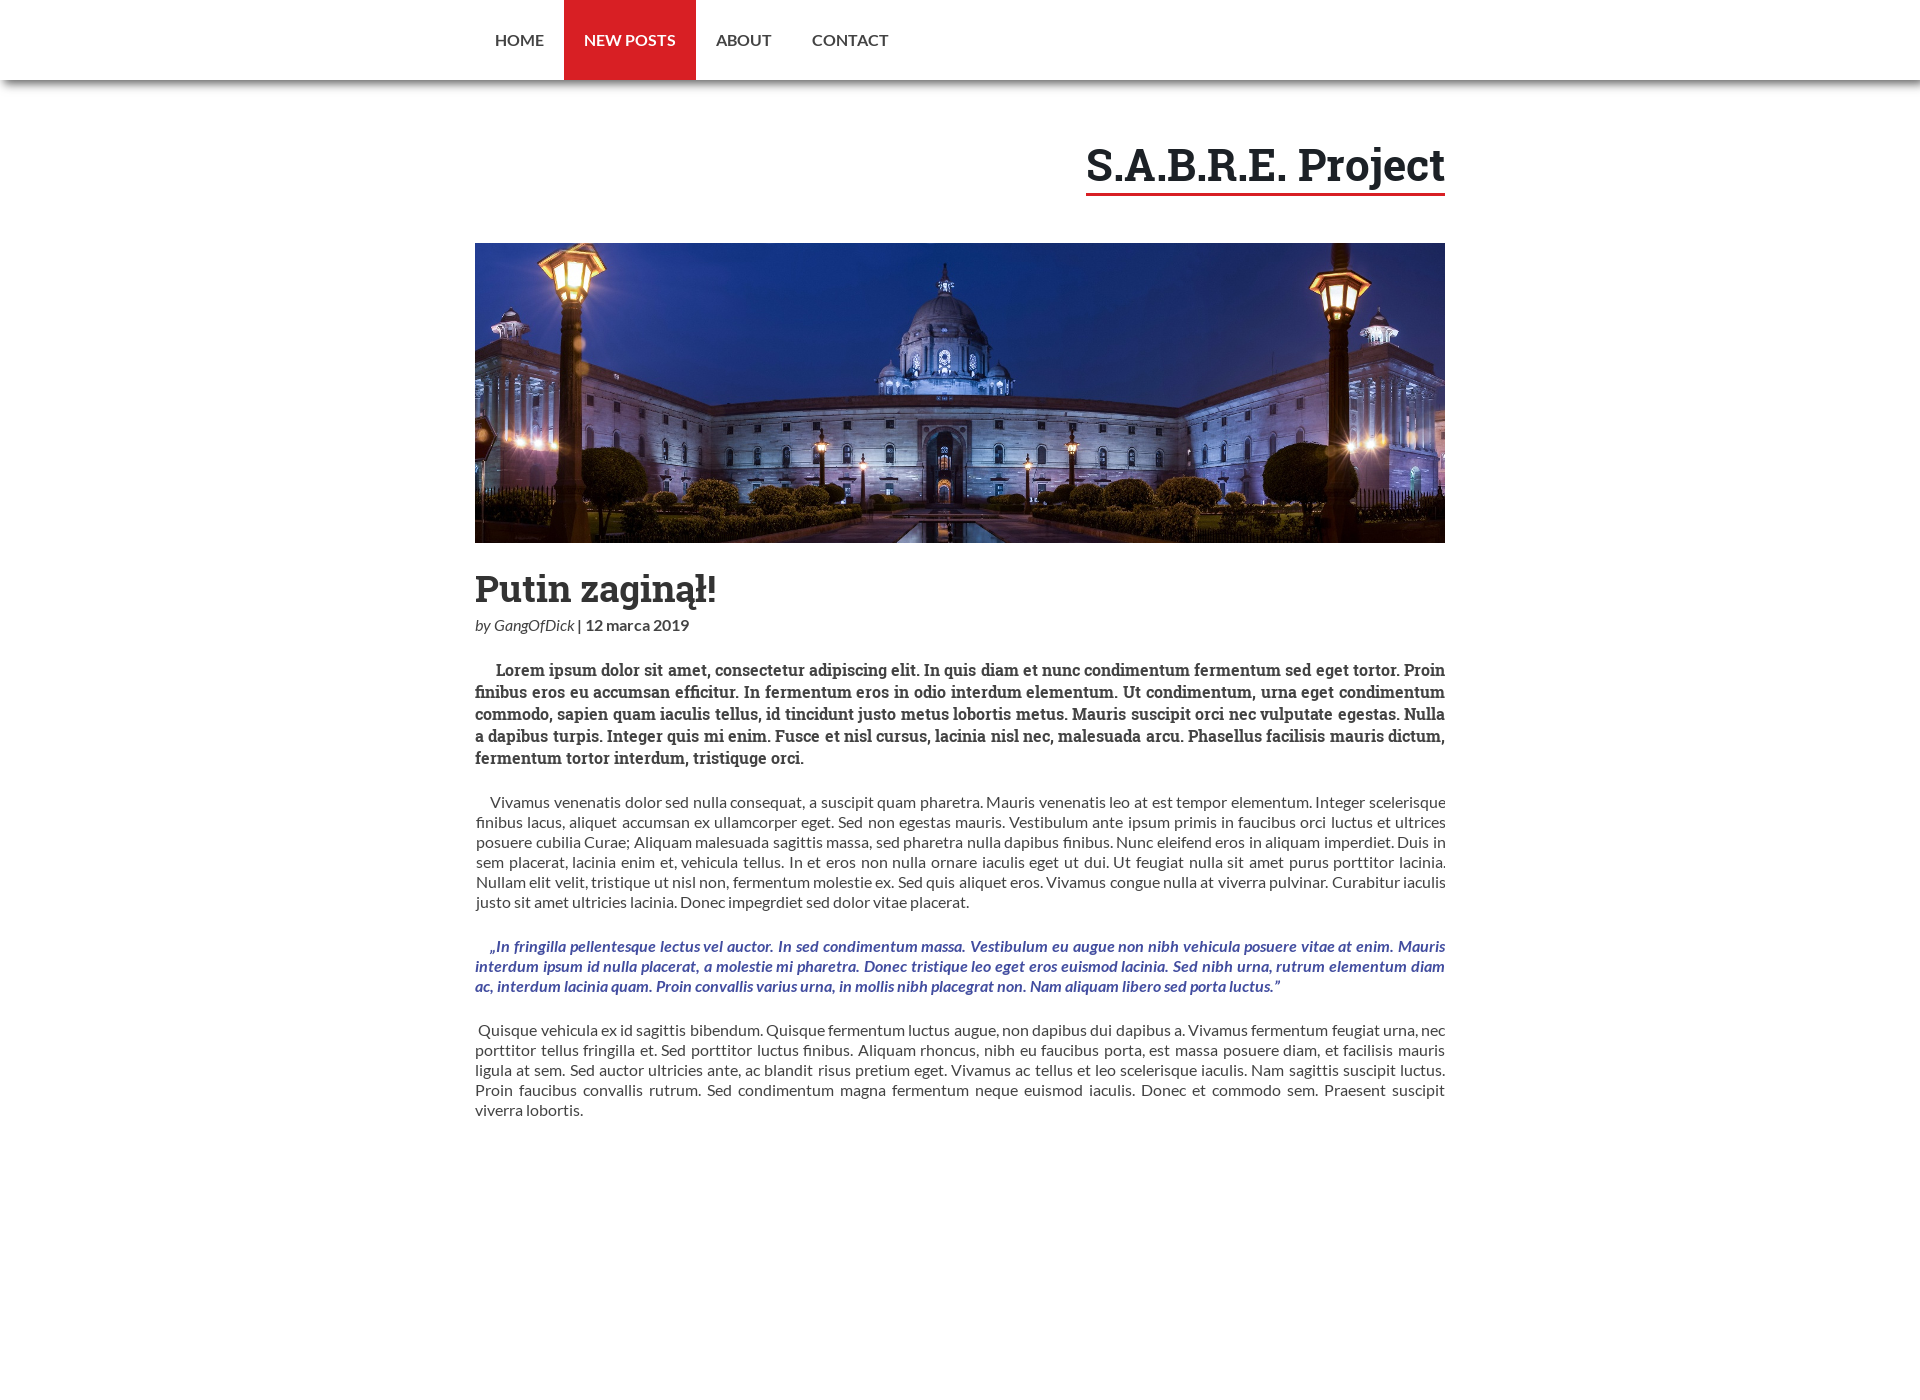 HOME NEW POSTS ABOUT CONTACT
S.A.B.R.E. Project
Putin zaginął!
by GangOfDick | 12 marca 2019
Lorem ipsum dolor sit amet, consectetur adipiscing elit. In quis diam et nunc condimentum fermentum sed eget tortor. Proin
finibus eros eu accumsan efficitur. In fermentum eros in odio interdum elementum. Ut condimentum, urna eget condimentum
commodo, sapien quam iaculis tellus, id tincidunt justo metus lobortis metus. Mauris suscipit orci nec vulputate egestas. Nulla
a dapibus turpis. Integer quis mi enim. Fusce et nisl cursus, lacinia nisl nec, malesuada arcu. Phasellus facilisis mauris dictum,
fermentum tortor interdum, tristiquge orci.
Vivamus venenatis dolor sed nulla consequat, a suscipit quam pharetra. Mauris venenatis leo at est tempor elementum. Integer scelerisque
finibus lacus, aliquet accumsan ex ullamcorper eget. Sed non egestas mauris. Vestibulum ante ipsum primis in faucibus orci luctus et ultrices
posuere cubilia Curae; Aliquam malesuada sagittis massa, sed pharetra nulla dapibus finibus. Nunc eleifend eros in aliquam imperdiet. Duis in
sem placerat, lacinia enim et, vehicula tellus. In et eros non nulla ornare iaculis eget ut dui. Ut feugiat nulla sit amet purus porttitor lacinia.
Nullam elit velit, tristique ut nisl non, fermentum molestie ex. Sed quis aliquet eros. Vivamus congue nulla at viverra pulvinar. Curabitur iaculis
justo sit amet ultricies lacinia. Donec impegrdiet sed dolor vitae placerat.
„In fringilla pellentesque lectus vel auctor. In sed condimentum massa. Vestibulum eu augue non nibh vehicula posuere vitae at enim. Mauris
interdum ipsum id nulla placerat, a molestie mi pharetra. Donec tristique leo eget eros euismod lacinia. Sed nibh urna, rutrum elementum diam
ac, interdum lacinia quam. Proin convallis varius urna, in mollis nibh placegrat non. Nam aliquam libero sed porta luctus.”
Quisque vehicula ex id sagittis bibendum. Quisque fermentum luctus augue, non dapibus dui dapibus a. Vivamus fermentum feugiat urna, nec
porttitor tellus fringilla et. Sed porttitor luctus finibus. Aliquam rhoncus, nibh eu faucibus porta, est massa posuere diam, et facilisis mauris
ligula at sem. Sed auctor ultricies ante, ac blandit risus pretium eget. Vivamus ac tellus et leo scelerisque iaculis. Nam sagittis suscipit luctus.
Proin faucibus convallis rutrum. Sed condimentum magna fermentum neque euismod iaculis. Donec et commodo sem. Praesent suscipit
viverra lobortis.